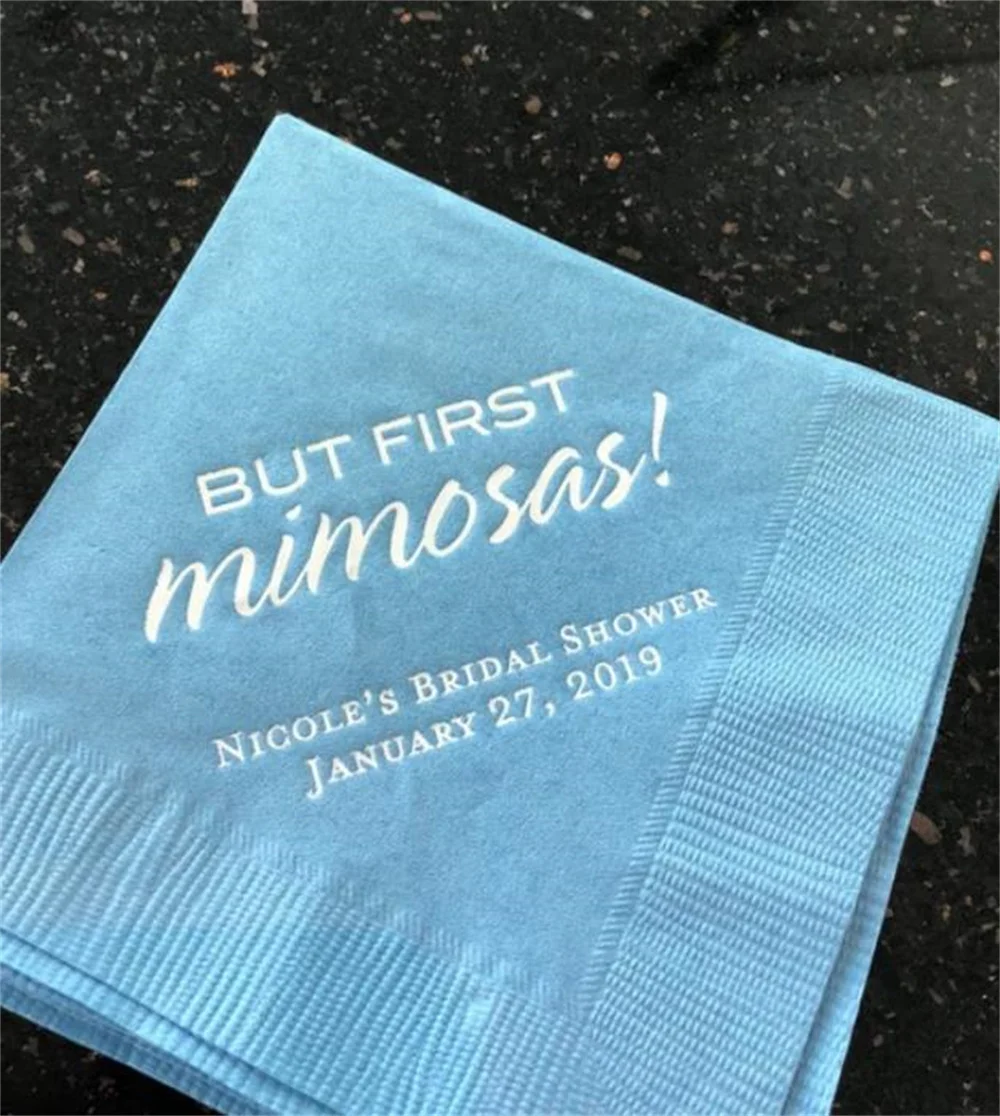 BUT FIRST
mimosas!
NICOLE'S BRIDAL SHOWER
JANUARY 27, 2019